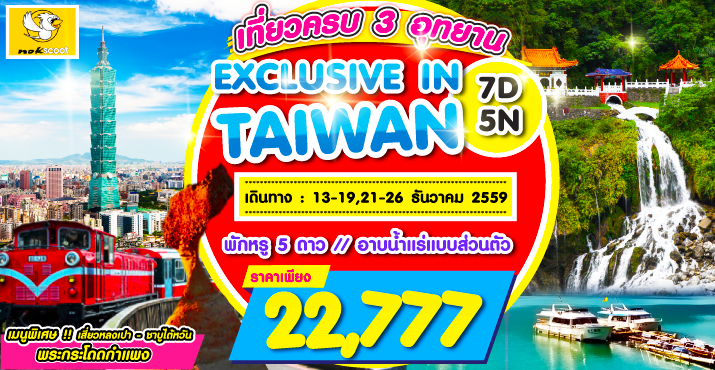 nokscoot
เที่ยวครบ 3 อุทยาน
EXCLUSIVE IN
TAIWAN
7D
5N
เดินทาง : 13-19,21-26 ธันวาคม 2559
พักหรู 5 ดาว // อาบน้ำแร่แบบส่วนตัว
ราคาเพียง
22,777
เมนูพิเศษ !! เสี่ยวหลงเปา - ชาบูไต้หวัน
พระกระโดดกำแพง